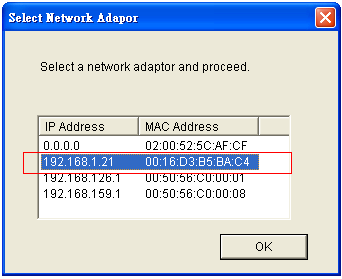 Select Network Adapor
Select a network adaptor and proceed.
IP Address MAC Address
0.0.0.0 02:00:52:5C:AF:CF
192.168.1.21 00:16:D3:B5:BA:C4
192.168.126.1 00:50:56:C0:00:01
192.168.159.1 00:50:56:C0:00:08
OK